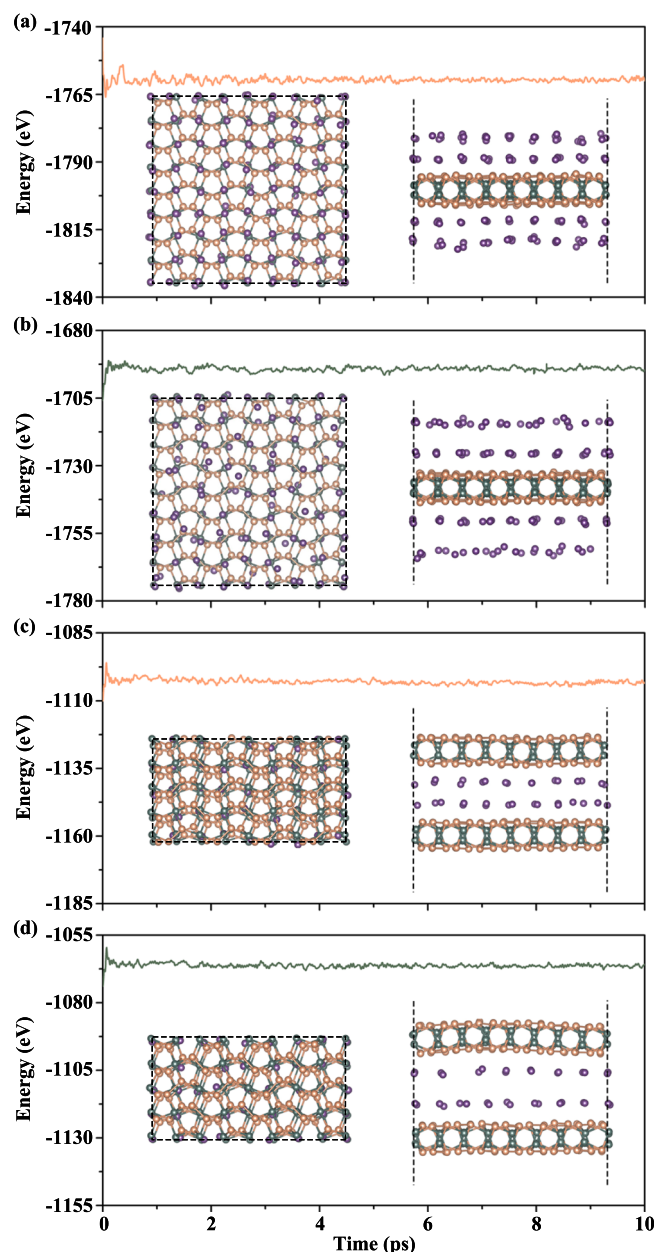 (a)
-1740
-1765
-1790
-1815
-1840
Energy (eV)
(b)
-1680
-1705
-1730
-1755
-1780
Energy (eV)
(c)
-1085
-1110
-1135
-1160
-1185
Energy (eV)
(d)
-1055
-1080
-1105
-1130
-1155
Energy (eV)
0 2 4 6 8 10
Time (ps)